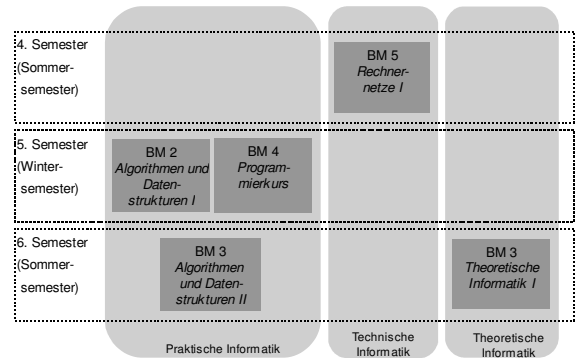 4. Semester
(Sommer-
semester)
BM 5
Rechner-
netze I
5. Semester
(Winter-
semester)
BM 2
Algorithmen und
Daten-
strukturen I
BM 4
Program-
mierkurs
6. Semester
(Sommer-
semester)
BM 3
Algorithmen
und Daten-
strukturen II
BM 3
Theoretische
Informatik I
Praktische Informatik
Technische
Informatik
Theoretische
Informatik